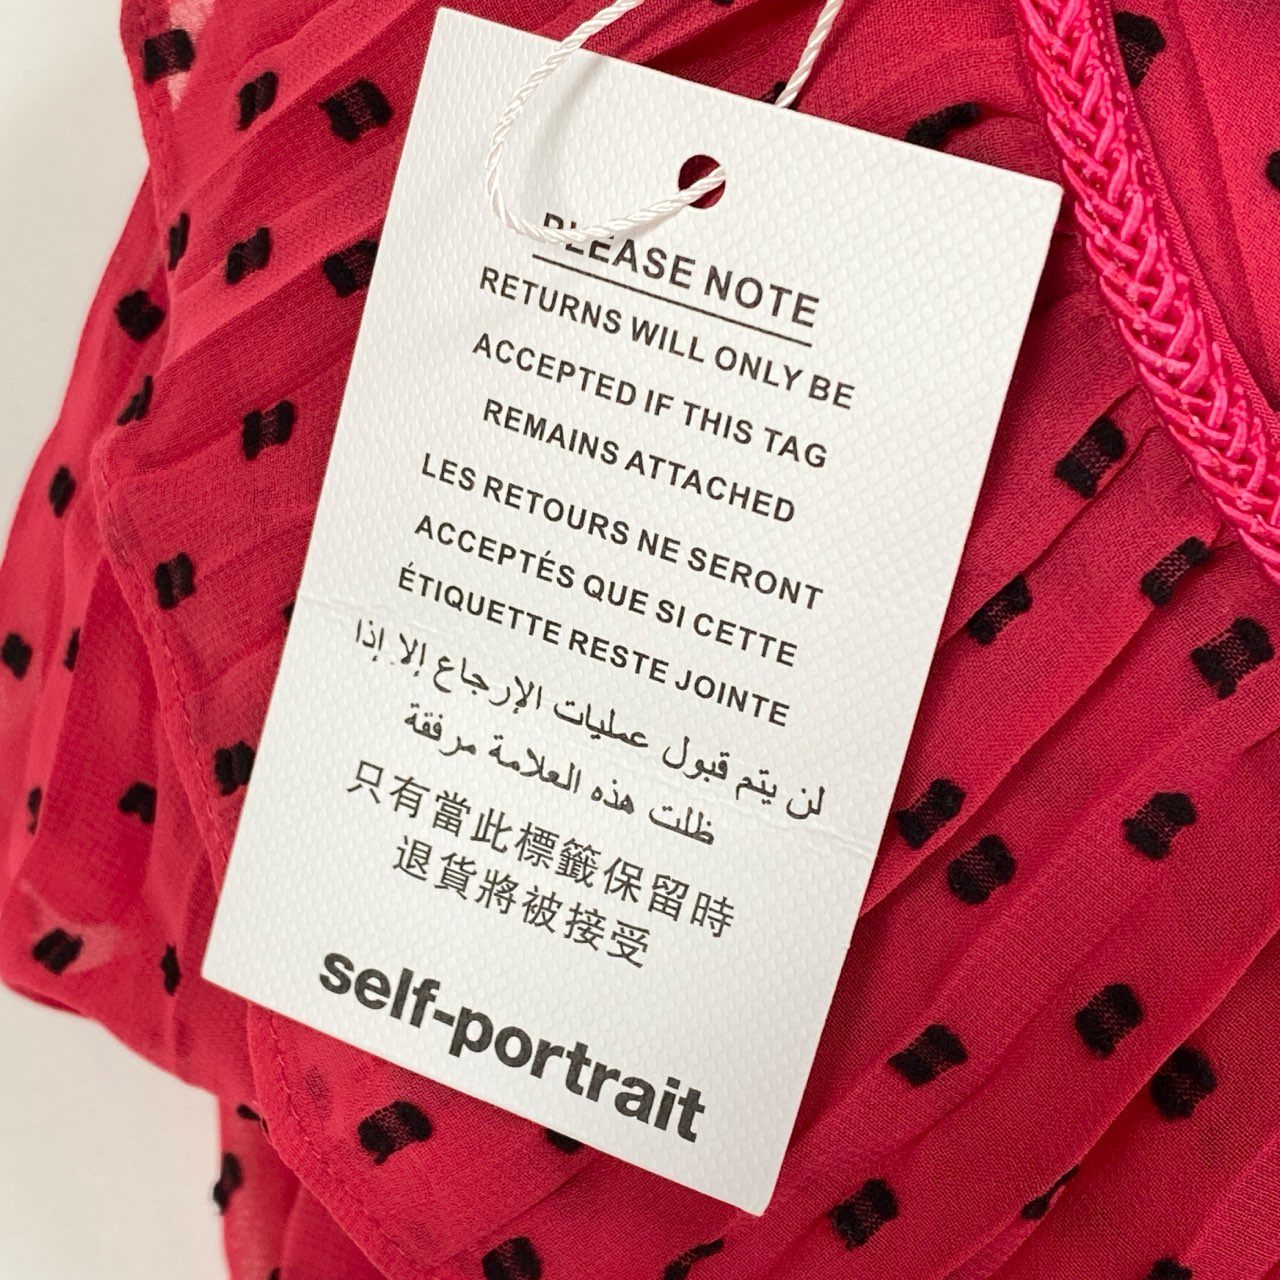 PLEASE NOTE
RETURNS WILL ONLY BE
ACCEPTED IF THIS TAG
REMAINS ATTACHED
LES RETOURS NE SERONT
ACCEPTÉS QUE SI CETTE
ÉTIQUETTE RESTE JOINTE
لن يتم قبول عمليات الإرجاع إلا إذا
ظلت هذه العلامة مرفقة
只有當此標籤保留時
退貨將被接受
self-portrait